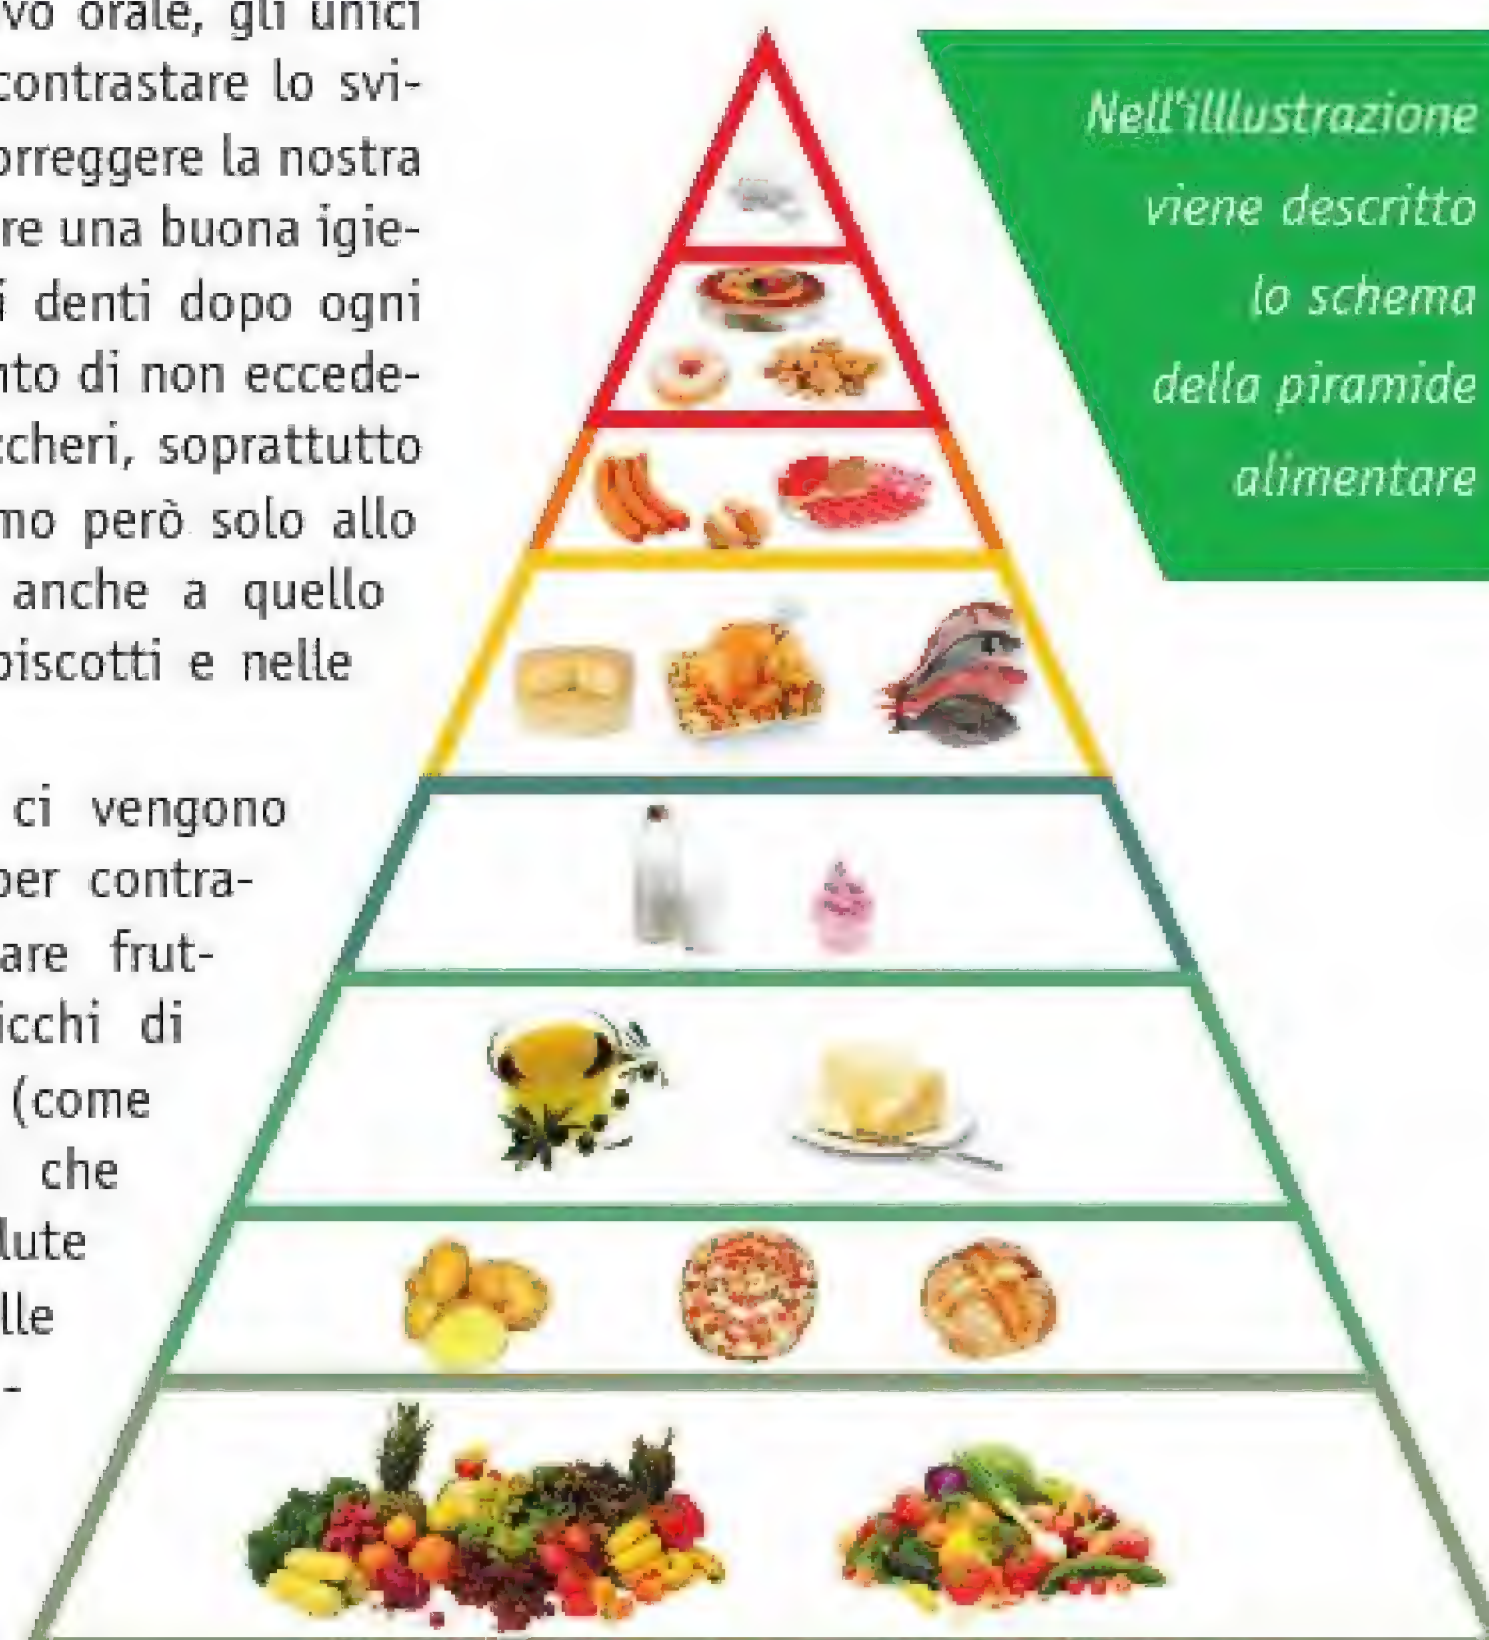 vo orale, gli unici
contrastare lo svi-
orreggere la nostra
re una buona igie-
i denti dopo ogni
nto di non eccede-
ccheri, soprattutto
mo però solo allo
anche a quello
biscotti e nelle
ci vengono
per contra-
are frut-
icchi di
(come
che
lute
lle
-
Nell'illlustrazione
viene descritto
lo schema
della piramide
alimentare